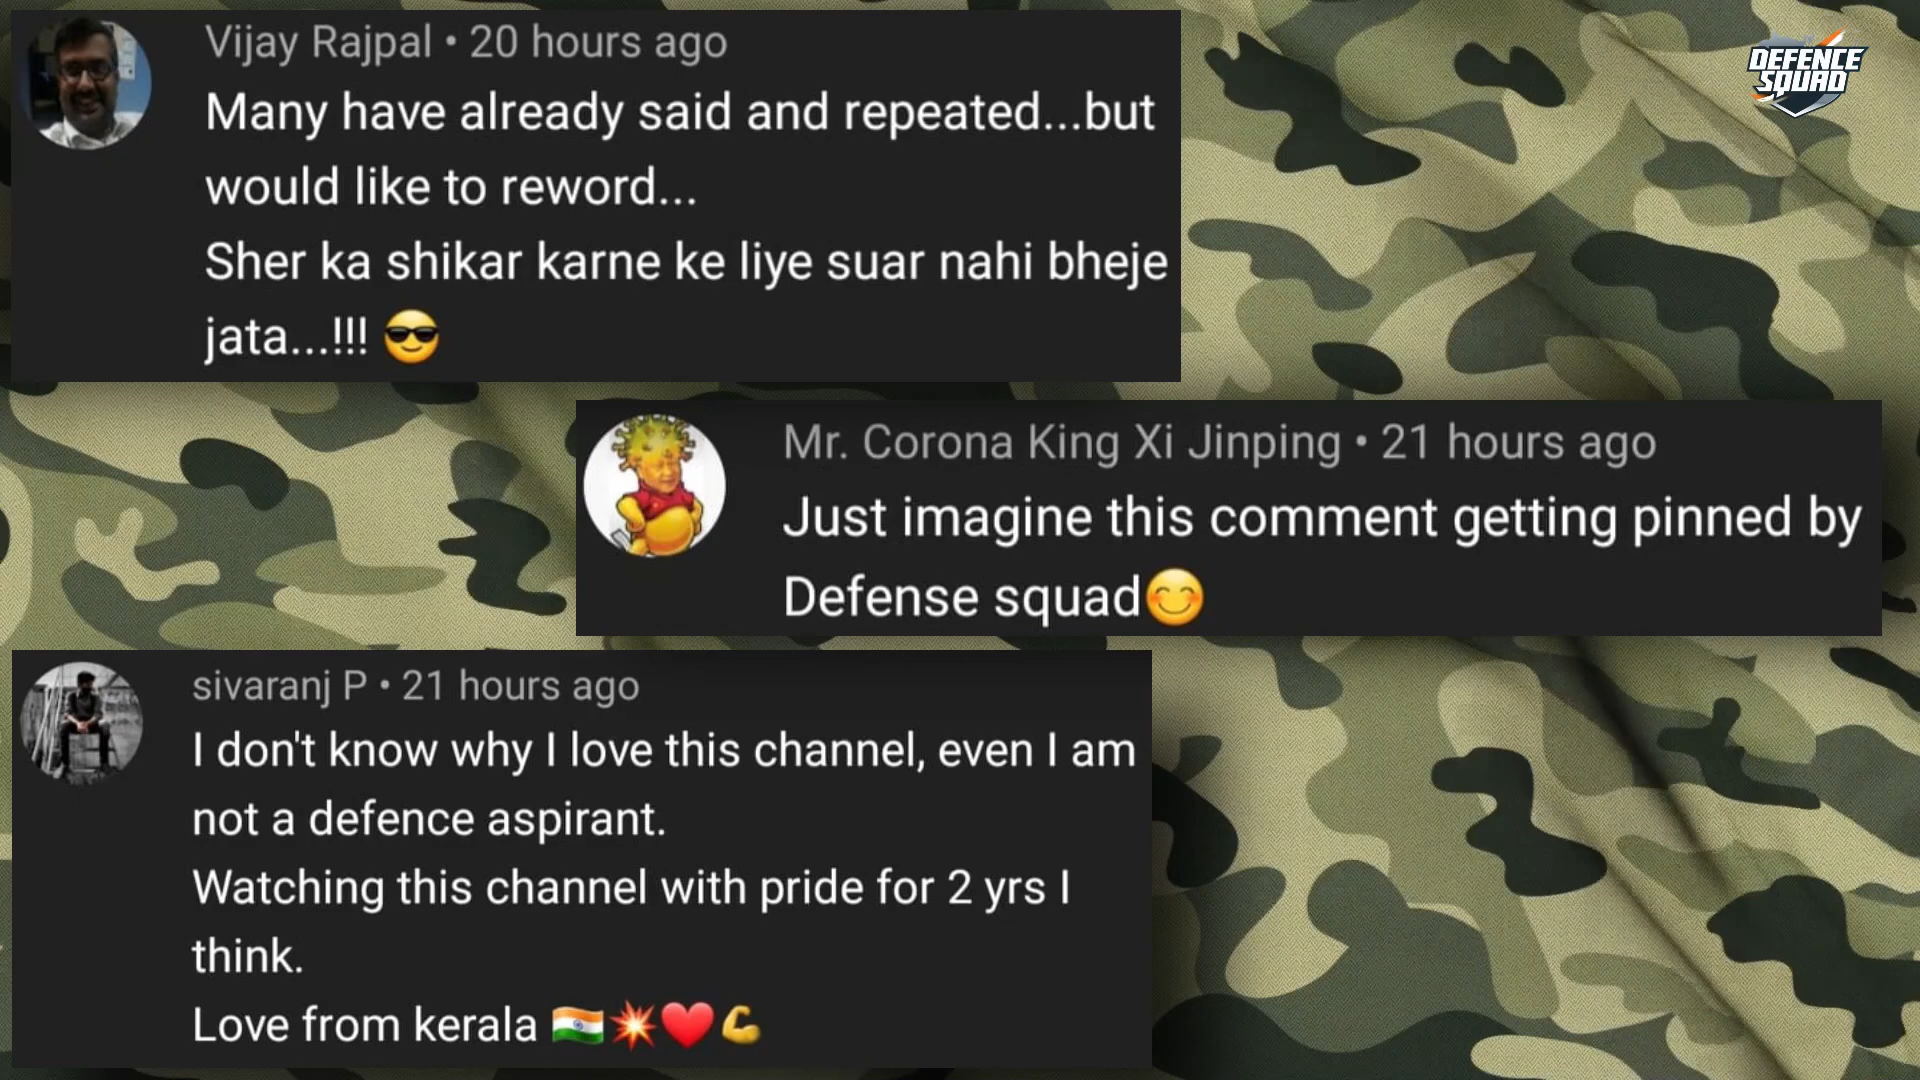 Vijay Rajpal • 20 hours ago
Many have already said and repeated...but
would like to reword...
Sher ka shikar karne ke liye suar nahi bheje
jata...!!! 😎
DEFENCE
SQUAD
Mr. Corona King Xi Jinping • 21 hours ago
Just imagine this comment getting pinned by
Defense squad😊
sivaranj P • 21 hours ago
I don't know why I love this channel, even I am
not a defence aspirant.
Watching this channel with pride for 2 yrs I
think.
Love from kerala 🇮🇳💥❤️💪